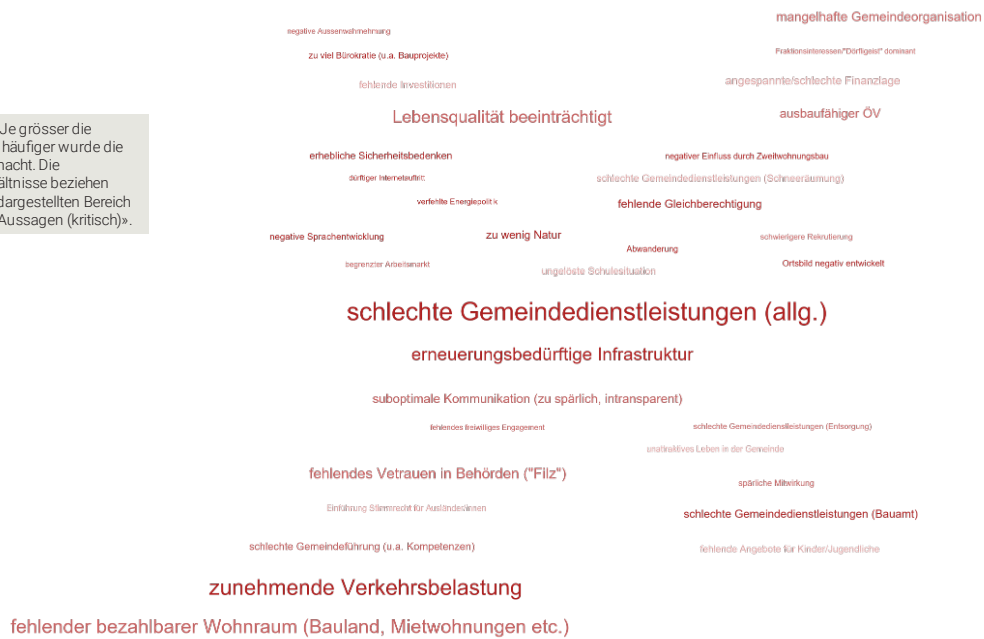 mangelhafte Gemeindeorganisation
negative Aussenwahrnehmung
Fraktionsinteressen/"Dörfligeist" dominant
zu viel Bürokratie (u.a. Bauprojekte)
fehlende Investitionen
angespannte/schlechte Finanzlage
Lebensqualität beeinträchtigt
ausbaufähiger ÖV
Je grösser die
häufiger wurde die
macht. Die
ältnisse beziehen
dargestellten Bereich
Aussagen (kritisch)».
erhebliche Sicherheitsbedenken
negativer Einfluss durch Zweitwohnungsbau
dürftiger Internetauftritt
schlechte Gemeindedienstleistungen (Schneeräumung)
verfehlte Energiepolitik
fehlende Gleichberechtigung
negative Sprachentwicklung
zu wenig Natur
schwierigere Rekrutierung
Abwanderung
begrenzter Arbeitsmarkt
ungelöste Schulesituation
Ortsbild negativ entwickelt
schlechte Gemeindedienstleistungen (allg.)
erneuerungsbedürftige Infrastruktur
suboptimale Kommunikation (zu spärlich, intransparent)
fehlendes freiwilliges Engagement
schlechte Gemeindedienstleistungen (Entsorgung)
unattraktives Leben in der Gemeinde
fehlendes Vetrauen in Behörden ("Filz")
spärliche Mitwirkung
Einführung Stimmrecht für Ausländer/innen
schlechte Gemeindedienstleistungen (Bauamt)
schlechte Gemeindeführung (u.a. Kompetenzen)
fehlende Angebote für Kinder/Jugendliche
zunehmende Verkehrsbelastung
fehlender bezahlbarer Wohnraum (Bauland, Mietwohnungen etc.)